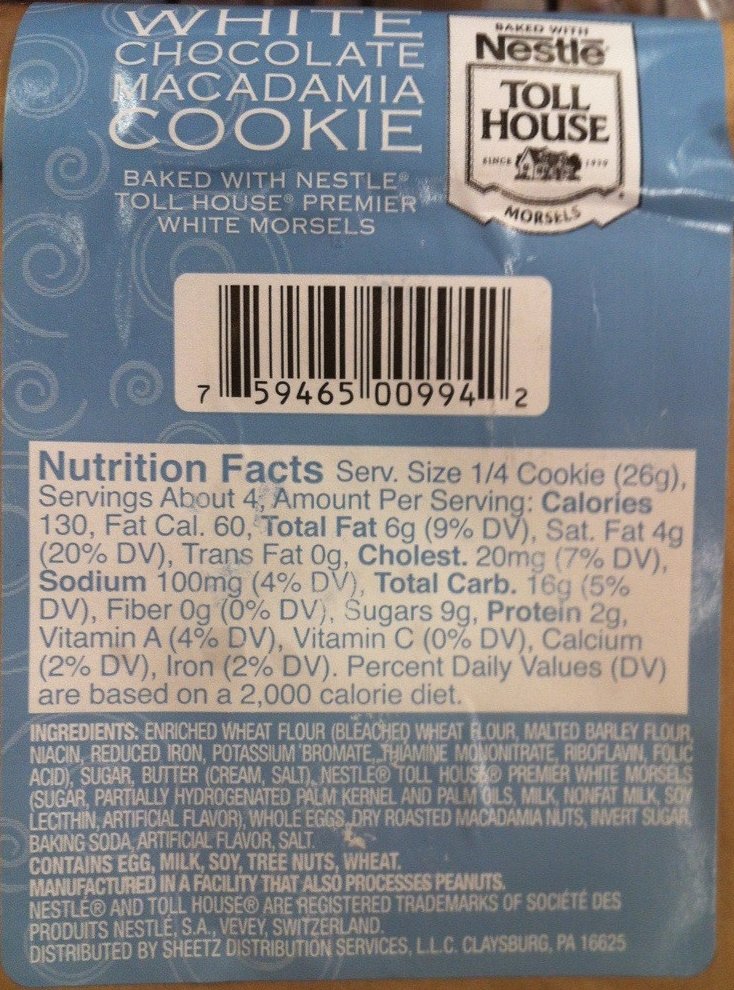 WHITE
CHOCOLATE
MACADAMIA
COOKIE
BAKED WITH NESTLE®
TOLL HOUSE® PREMIER
WHITE MORSELS
BAKED WITH
Nestlé
TOLL
HOUSE
SINCE 1939
MORSELS
7 59465 00994 2
Nutrition Facts Serv. Size 1/4 Cookie (26g),
Servings About 4, Amount Per Serving: Calories
130, Fat Cal. 60, Total Fat 6g (9% DV), Sat. Fat 4g
(20% DV), Trans Fat 0g, Cholest. 20mg (7% DV),
Sodium 100mg (4% DV), Total Carb. 16g (5%
DV), Fiber 0g (0% DV), Sugars 9g, Protein 2g,
Vitamin A (4% DV), Vitamin C (0% DV), Calcium
(2% DV), Iron (2% DV). Percent Daily Values (DV)
are based on a 2,000 calorie diet.
INGREDIENTS: ENRICHED WHEAT FLOUR (BLEACHED WHEAT FLOUR, MALTED BARLEY FLOUR,
NIACIN, REDUCED IRON, POTASSIUM BROMATE, THIAMINE MONONITRATE, RIBOFLAVIN, FOLIC
ACID), SUGAR, BUTTER (CREAM, SALT), NESTLE® TOLL HOUSE® PREMIER WHITE MORSELS
(SUGAR, PARTIALLY HYDROGENATED PALM KERNEL AND PALM OILS, MILK, NONFAT MILK, SOY
LECITHIN, ARTIFICIAL FLAVOR), WHOLE EGGS, DRY ROASTED MACADAMIA NUTS, INVERT SUGAR,
BAKING SODA, ARTIFICIAL FLAVOR, SALT.
CONTAINS EGG, MILK, SOY, TREE NUTS, WHEAT.
MANUFACTURED IN A FACILITY THAT ALSO PROCESSES PEANUTS.
NESTLÉ® AND TOLL HOUSE® ARE REGISTERED TRADEMARKS OF SOCIÉTÉ DES
PRODUITS NESTLÉ, S.A., VEVEY, SWITZERLAND.
DISTRIBUTED BY SHEETZ DISTRIBUTION SERVICES, L.L.C. CLAYSBURG, PA 16625